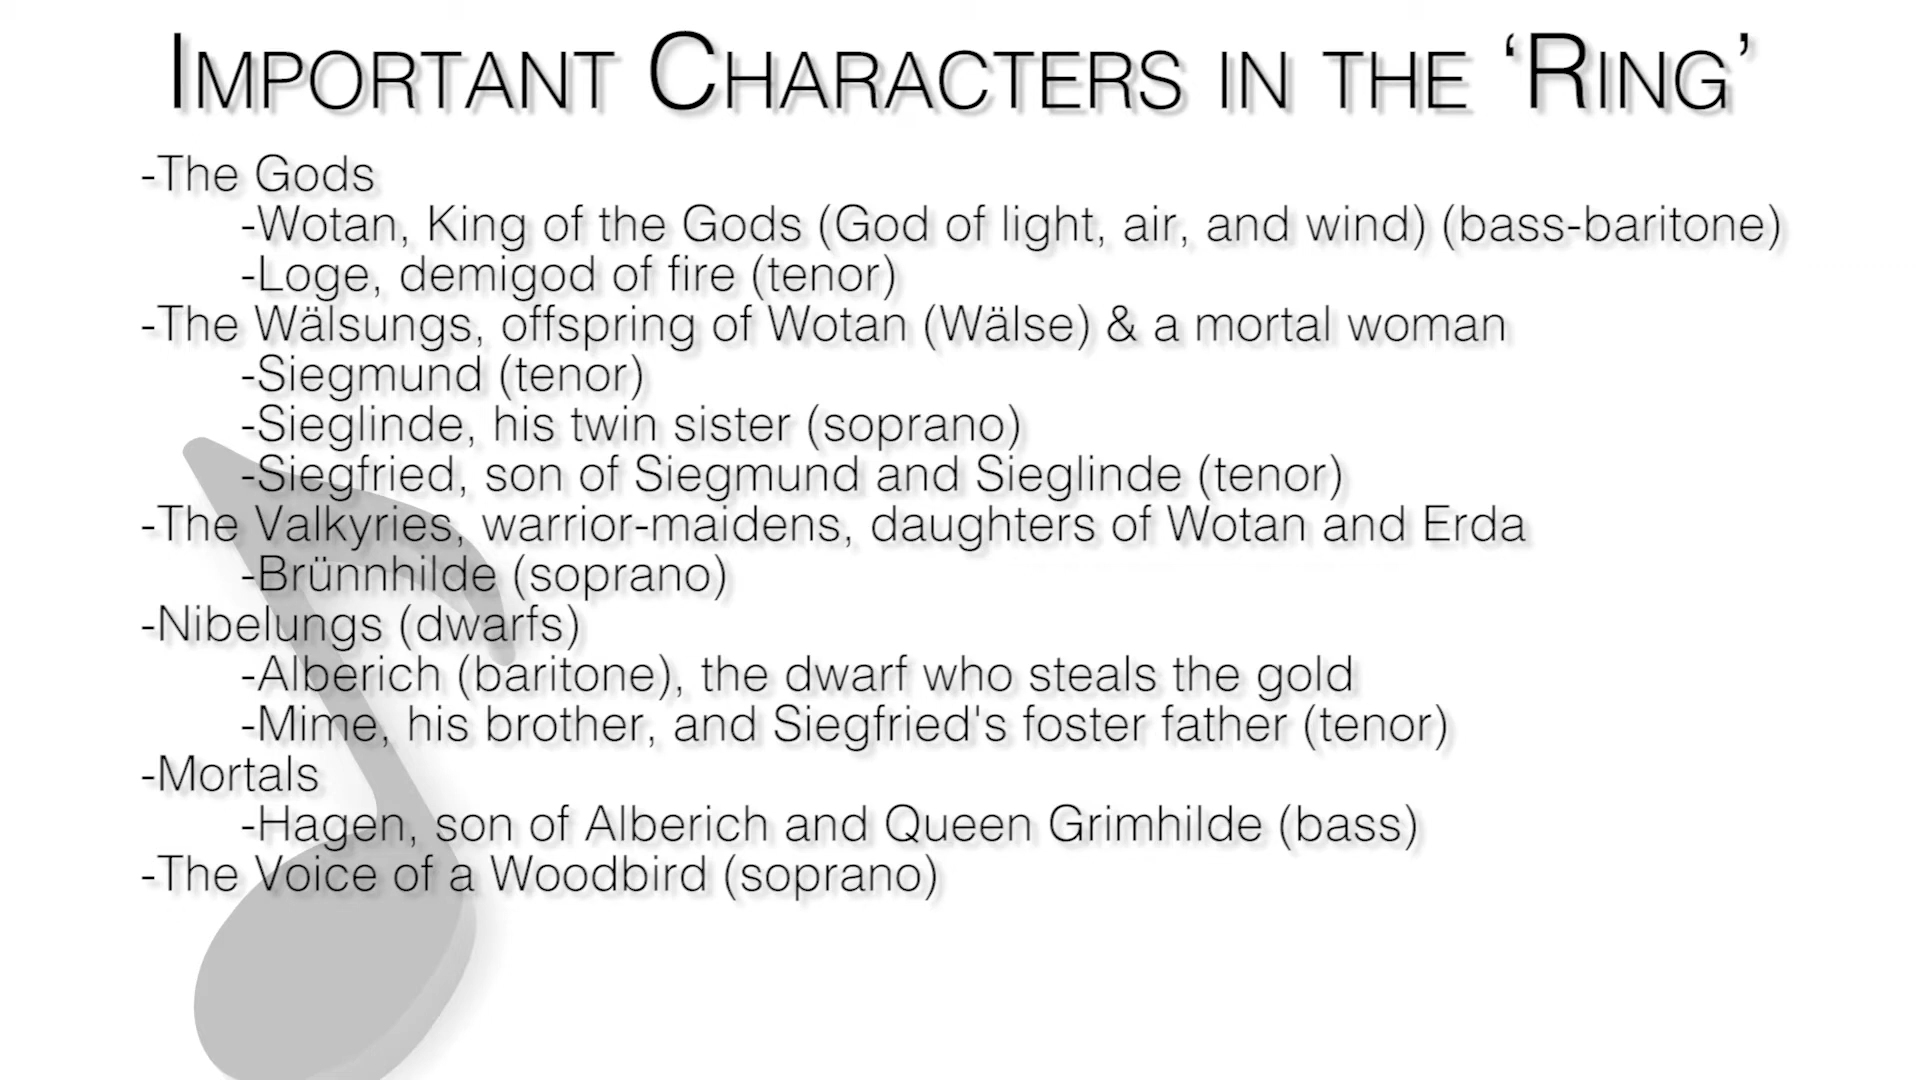 IMPORTANT CHARACTERS IN THE ‘RING’
-The Gods
-Wotan, King of the Gods (God of light, air, and wind) (bass-baritone)
-Loge, demigod of fire (tenor)
-The Wälsungs, offspring of Wotan (Wälse) & a mortal woman
-Siegmund (tenor)
-Sieglinde, his twin sister (soprano)
-Siegfried, son of Siegmund and Sieglinde (tenor)
-The Valkyries, warrior-maidens, daughters of Wotan and Erda
-Brünnhilde (soprano)
-Nibelungs (dwarfs)
-Alberich (baritone), the dwarf who steals the gold
-Mime, his brother, and Siegfried's foster father (tenor)
-Mortals
-Hagen, son of Alberich and Queen Grimhilde (bass)
-The Voice of a Woodbird (soprano)